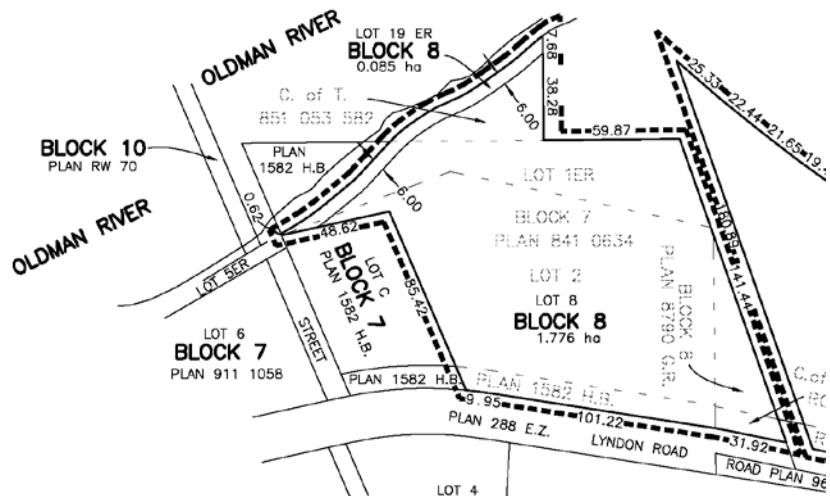 OLDMAN RIVER
LOT 19 ER
BLOCK 8
0.085 ha
7.68
38.28
25.33
22.44
21.65
C. of T.
851 053 582
6.00
59.87
BLOCK 10
PLAN RW 70
PLAN
1582 H.B.
LOT 1ER
6.00
0.62
OLDMAN RIVER
48.62
BLOCK 7
PLAN 841 0634
180.89
LOT 5ER
LOT C
BLOCK 7
PLAN 1582 H.B.
85.42
LOT 2
LOT 8
BLOCK 8
1.776 ha
BLOCK 8
PLAN 8790 G.R.
141.44
LOT 6
BLOCK 7
PLAN 911 1058
STREET
PLAN 1582 H.B.
PLAN 1582 H.B.
C.of
9.95
101.22
31.92
PLAN 288 E.Z.
LYNDON ROAD
ROAD PLAN 96
LOT 4